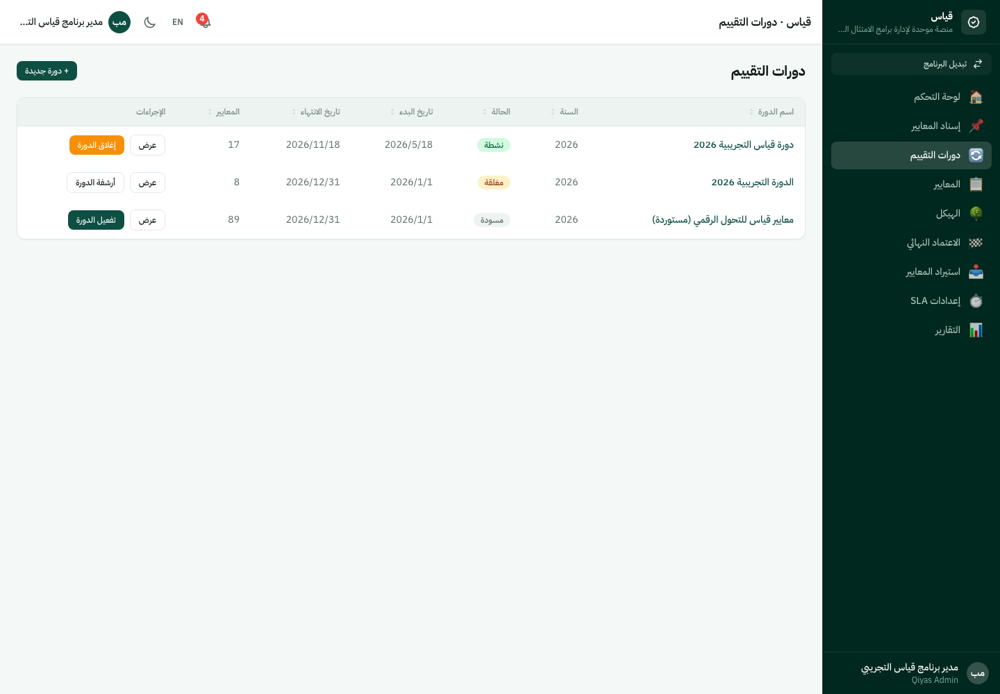 قياس
منصة موحدة لإدارة برامج الامتثال ال...
تبديل البرنامج
لوحة التحكم
إسناد المعايير
دورات التقييم
المعايير
الهيكل
الاعتماد النهائي
استيراد المعايير
إعدادات SLA
التقارير
مب
مدير برنامج قياس التجريبي
Qiyas Admin
قياس · دورات التقييم
4
EN
مب
مدير برنامج قياس الت...
دورات التقييم
+ دورة جديدة
اسم الدورة السنة الحالة تاريخ البدء تاريخ الانتهاء المعايير الإجراءات
دورة قياس التجريبية 2026 2026 نشطة 2026/5/18 2026/11/18 17 عرض إغلاق الدورة
الدورة التجريبية 2026 2026 مغلقة 2026/1/1 2026/12/31 8 عرض أرشفة الدورة
معايير قياس للتحول الرقمي (مستوردة) 2026 مسودة 2026/1/1 2026/12/31 89 عرض تفعيل الدورة